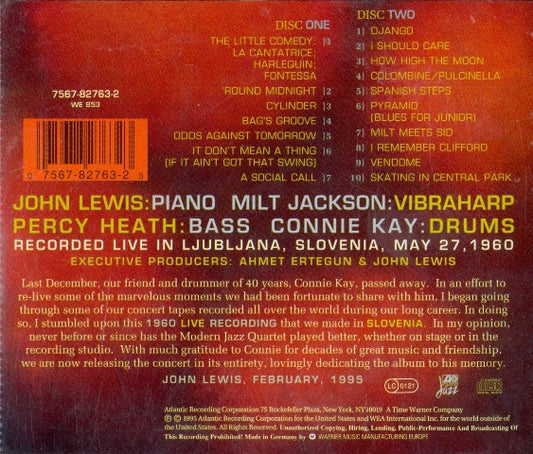 DISC ONE
THE LITTLE COMEDY: 1
LA CANTATRICE;
HARLEQUIN;
FONTESSA
'ROUND MIDNIGHT 2
CYLINDER 3
BAG'S GROOVE 4
ODDS AGAINST TOMORROW 5
IT DON'T MEAN A THING 6
(IF IT AIN'T GOT THAT SWING)
A SOCIAL CALL 7
DISC TWO
1 DJANGO
2 I SHOULD CARE
3 HOW HIGH THE MOON
4 COLOMBINE/PULCINELLA
5 SPANISH STEPS
6 PYRAMID
(BLUES FOR JUNIOR)
7 MILT MEETS SID
8 I REMEMBER CLIFFORD
9 VENDOME
10 SKATING IN CENTRAL PARK
7567-82763-2
WE 853
0 7567-82763-2 3
JOHN LEWIS:PIANO MILT JACKSON:VIBRAHARP
PERCY HEATH:BASS CONNIE KAY:DRUMS
RECORDED LIVE IN LJUBLJANA, SLOVENIA, MAY 27,1960
EXECUTIVE PRODUCERS: AHMET ERTEGUN & JOHN LEWIS
Last December, our friend and drummer of 40 years, Connie Kay, passed away. In an effort to
re-live some of the marvelous moments we had been fortunate to share with him, I began going
through some of our concert tapes recorded all over the world during our long career. In doing
so, I stumbled upon this 1960 LIVE RECORDING that we made in SLOVENIA. In my opinion,
never before or since has the Modern Jazz Quartet played better, whether on stage or in the
recording studio. With much gratitude to Connie for decades of great music and friendship,
we are now releasing the concert in its entirety, lovingly dedicating the album to his memory.
JOHN LEWIS, FEBRUARY, 1995
LC 0121
Jazz
Atlantic Recording Corporation 75 Rockefeller Plaza, New York, NY 10019 A Time Warner Company
Ⓟ © 1995 Atlantic Recording Corporation for the United States and WEA International Inc. for the world outside of
the United States. All Rights Reserved. Unauthorized Copying, Hiring, Lending, Public-Performance And Broadcasting Of
This Recording Prohibited! Made in Germany by WARNER MUSIC MANUFACTURING EUROPE